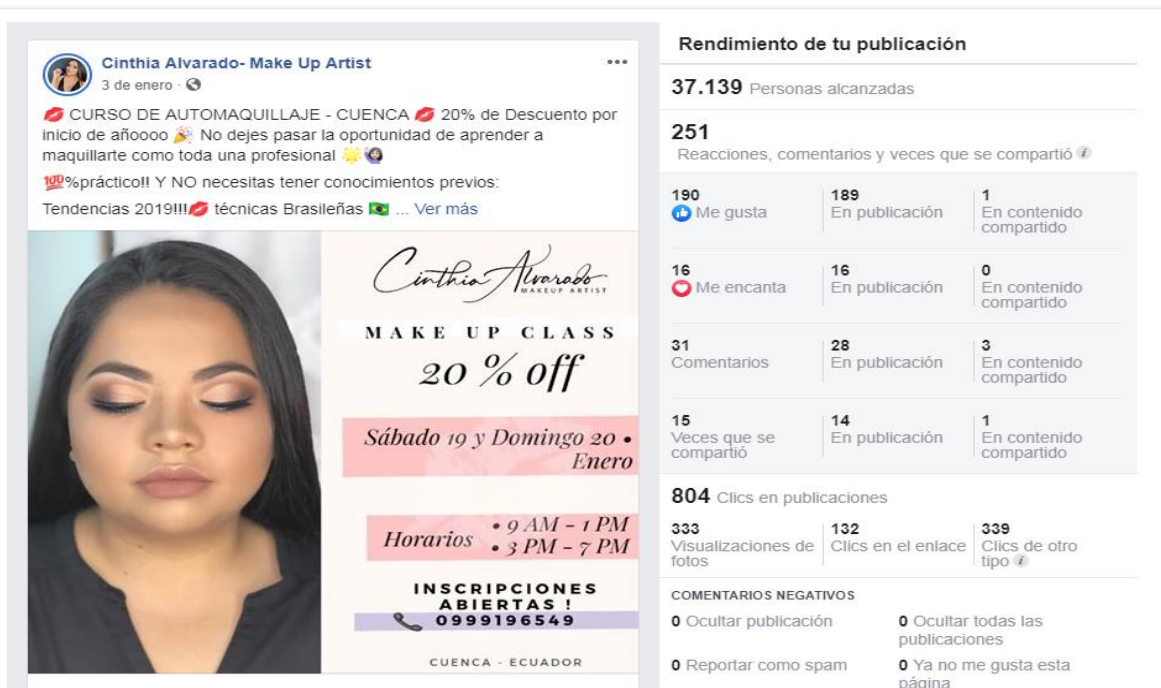 Cinthia Alvarado- Make Up Artist
3 de enero ·
💋 CURSO DE AUTOMAQUILLAJE - CUENCA 💋 20% de Descuento por
inicio de añoooo 🎉 No dejes pasar la oportunidad de aprender a
maquillarte como toda una profesional 🌟🙆🏻‍♀️
💯%práctico!! Y NO necesitas tener conocimientos previos:
Tendencias 2019!!!💋 técnicas Brasileñas 🇧🇷 ... Ver más
Cinthia Alvarado
MAKEUP ARTIST
MAKE UP CLASS
20 % off
Sábado 19 y Domingo 20 •
Enero
Horarios • 9 AM – 1 PM
• 3 PM – 7 PM
INSCRIPCIONES
ABIERTAS !
0999196549
CUENCA - ECUADOR
Rendimiento de tu publicación
37.139 Personas alcanzadas
251
Reacciones, comentarios y veces que se compartió
190 189 1
Me gusta En publicación En contenido
compartido
16 16 0
Me encanta En publicación En contenido
compartido
31 28 3
Comentarios En publicación En contenido
compartido
15 14 1
Veces que se En publicación En contenido
compartió compartido
804 Clics en publicaciones
333 132 339
Visualizaciones de Clics en el enlace Clics de otro
fotos tipo
COMENTARIOS NEGATIVOS
0 Ocultar publicación 0 Ocultar todas las
publicaciones
0 Reportar como spam 0 Ya no me gusta esta
página